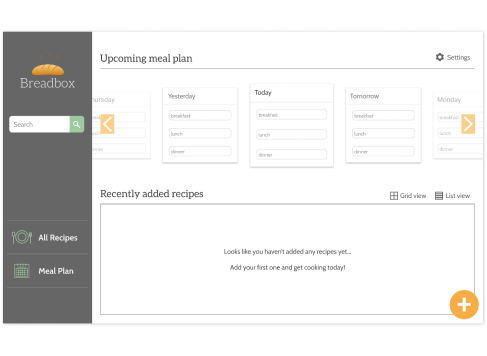 Breadbox
Search
All Recipes
Meal Plan
Upcoming meal plan
Settings
hursday
Yesterday
breakfast
lunch
dinner
Today
breakfast
lunch
dinner
Tomorrow
breakfast
lunch
dinner
Monday
breakfast
lunch
dinner
Recently added recipes
Grid view
List view
Looks like you haven't added any recipes yet...
Add your first one and get cooking today!